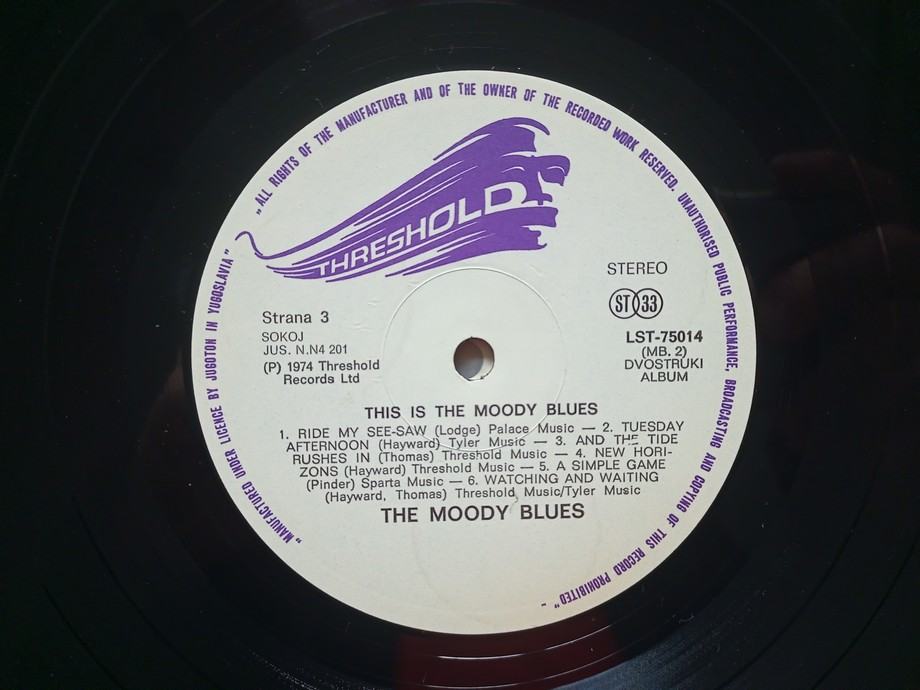 „ALL RIGHTS OF THE MANUFACTURER AND OF THE OWNER OF THE RECORDED WORK RESERVED. UNAUTHORISED PUBLIC PERFORMANCE, BROADCASTING AND COPYING OF THIS RECORD PROHIBITED” -
„MANUFACTURED UNDER LICENCE BY JUGOTON IN YUGOSLAVIA”
THRESHOLD
STEREO
ST 33
Strana 3
SOKOJ
JUS. N.N4 201
(P) 1974 Threshold
Records Ltd
LST-75014
(MB. 2)
DVOSTRUKI
ALBUM
THIS IS THE MOODY BLUES
1. RIDE MY SEE-SAW (Lodge) Palace Music — 2. TUESDAY
AFTERNOON (Hayward) Tyler Music — 3. AND THE TIDE
RUSHES IN (Thomas) Threshold Music — 4. NEW HORI-
ZONS (Hayward) Threshold Music — 5. A SIMPLE GAME
(Pinder) Sparta Music — 6. WATCHING AND WAITING
(Hayward, Thomas) Threshold Music/Tyler Music
THE MOODY BLUES